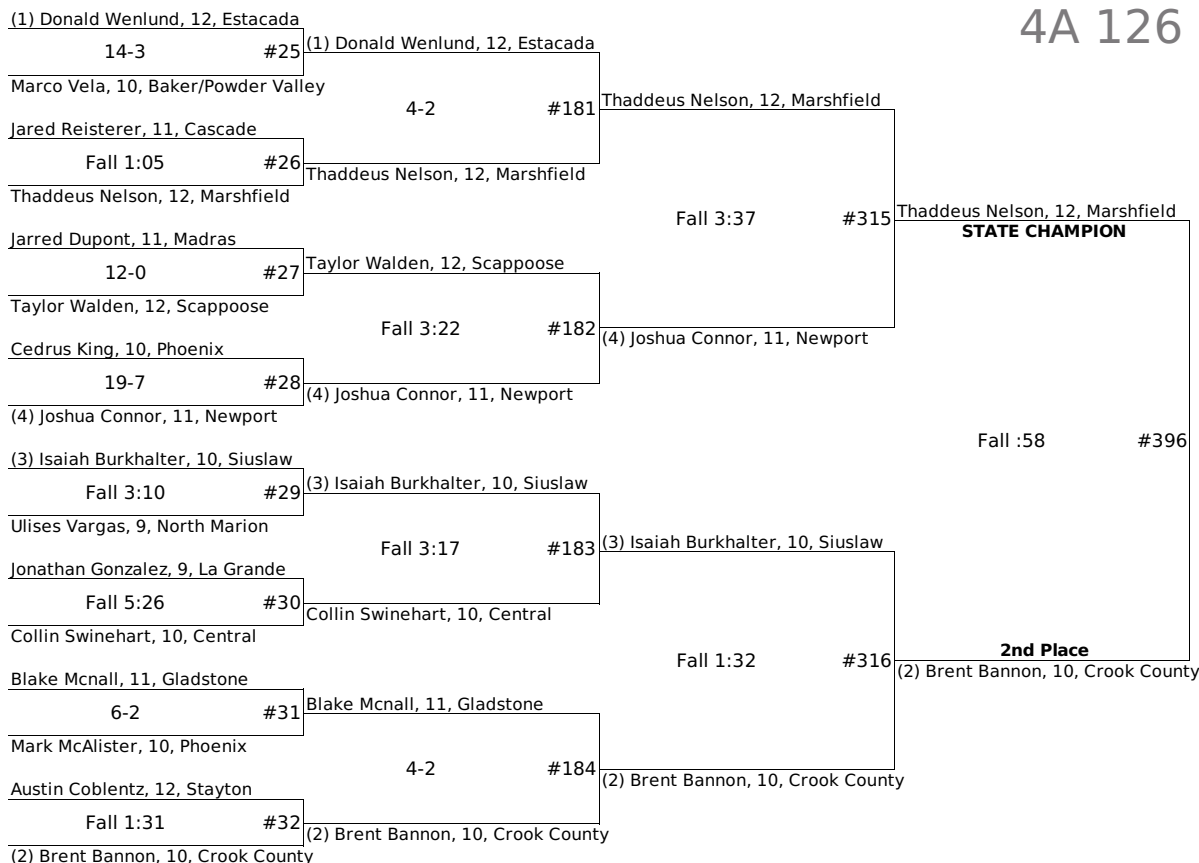 4A 126
(1) Donald Wenlund, 12, Estacada
14-3 #25
Marco Vela, 10, Baker/Powder Valley
Jared Reisterer, 11, Cascade
Fall 1:05 #26
Thaddeus Nelson, 12, Marshfield
Jarred Dupont, 11, Madras
12-0 #27
Taylor Walden, 12, Scappoose
Cedrus King, 10, Phoenix
19-7 #28
(4) Joshua Connor, 11, Newport
(3) Isaiah Burkhalter, 10, Siuslaw
Fall 3:10 #29
Ulises Vargas, 9, North Marion
Jonathan Gonzalez, 9, La Grande
Fall 5:26 #30
Collin Swinehart, 10, Central
Blake Mcnall, 11, Gladstone
6-2 #31
Mark McAlister, 10, Phoenix
Austin Coblentz, 12, Stayton
Fall 1:31 #32
(2) Brent Bannon, 10, Crook County
(1) Donald Wenlund, 12, Estacada
4-2 #181
Thaddeus Nelson, 12, Marshfield
Taylor Walden, 12, Scappoose
Fall 3:22 #182
(4) Joshua Connor, 11, Newport
(3) Isaiah Burkhalter, 10, Siuslaw
Fall 3:17 #183
Collin Swinehart, 10, Central
Blake Mcnall, 11, Gladstone
4-2 #184
(2) Brent Bannon, 10, Crook County
Thaddeus Nelson, 12, Marshfield
Fall 3:37 #315
(4) Joshua Connor, 11, Newport
(3) Isaiah Burkhalter, 10, Siuslaw
Fall 1:32 #316
(2) Brent Bannon, 10, Crook County
Thaddeus Nelson, 12, Marshfield
STATE CHAMPION
Fall :58 #396
2nd Place
(2) Brent Bannon, 10, Crook County